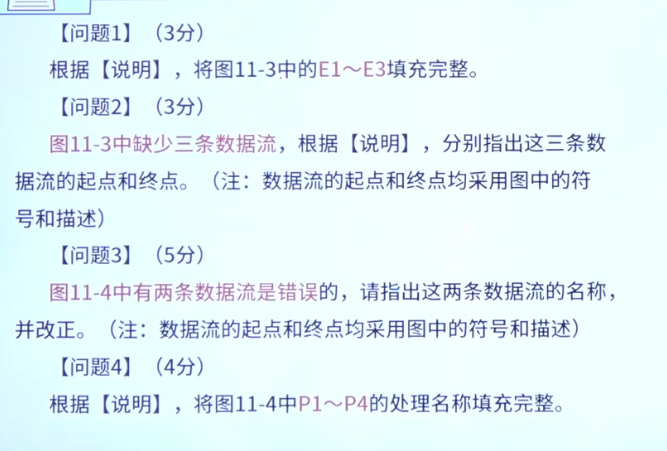 【问题1】（3分）
根据【说明】，将图11-3中的E1～E3填充完整。
【问题2】（3分）
图11-3中缺少三条数据流，根据【说明】，分别指出这三条数
据流的起点和终点。（注：数据流的起点和终点均采用图中的符
号和描述）
【问题3】（5分）
图11-4中有两条数据流是错误的，请指出这两条数据流的名称，
并改正。（注：数据流的起点和终点均采用图中的符号和描述）
【问题4】（4分）
根据【说明】，将图11-4中P1～P4的处理名称填充完整。